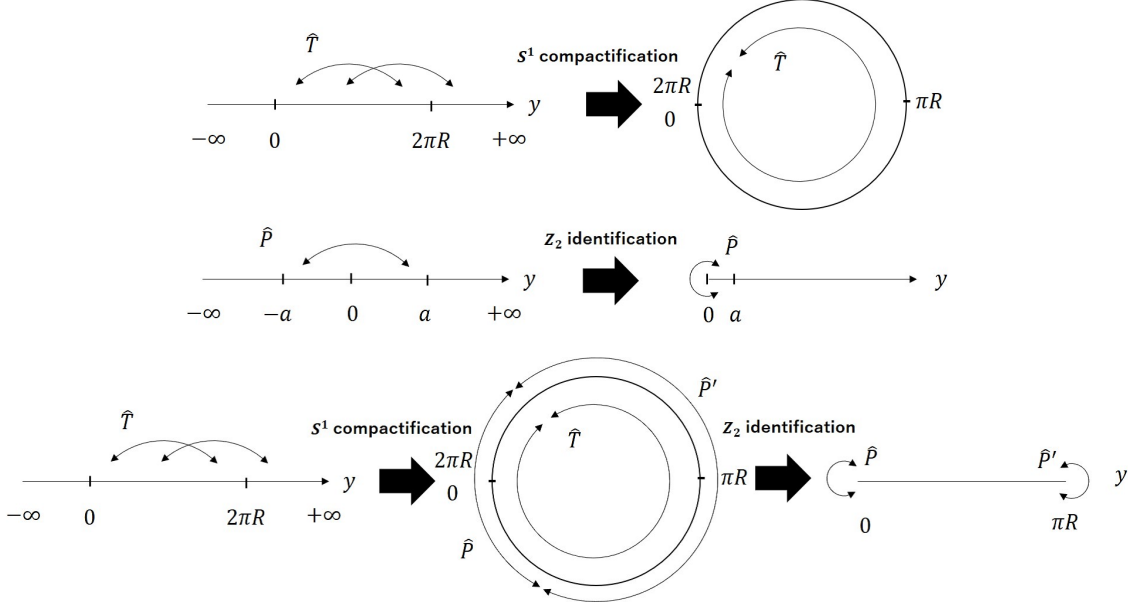 T̂
S¹ compactification
T̂
2πR
0
πR
y
−∞ 0 2πR +∞
P̂
Z₂ identification
P̂
y
y
−∞ −a 0 a +∞
0 a
P̂′
T̂
S¹ compactification
T̂
Z₂ identification
2πR
0
πR
P̂
P̂′
y
y
−∞ 0 2πR +∞
P̂
0
πR